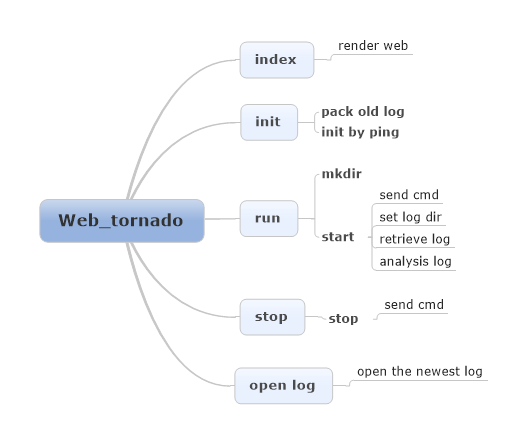 render web
index
pack old log
init
init by ping
mkdir
send cmd
Web_tornado
run
set log dir
start
retrieve log
analysis log
send cmd
stop
stop
open the newest log
open log